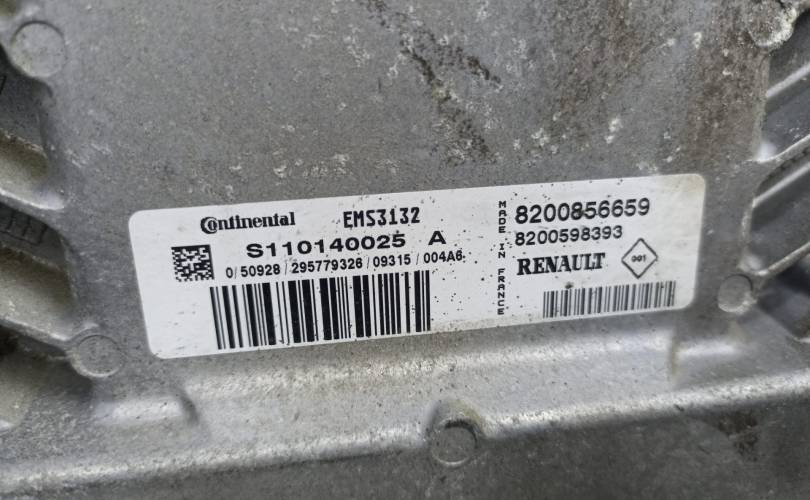 Continental EMS3132
S110140025 A
0/50928/295779326/09315/004A6
MADE IN FRANCE
8200856659
8200598393
RENAULT 001